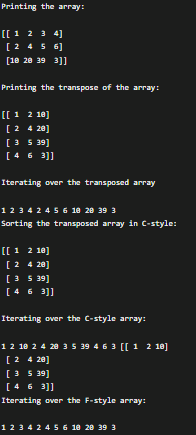 Printing the array:
[[ 1  2  3  4]
 [ 2  4  5  6]
 [10 20 39  3]]
Printing the transpose of the array:
[[ 1  2 10]
 [ 2  4 20]
 [ 3  5 39]
 [ 4  6  3]]
Iterating over the transposed array
1 2 3 4 2 4 5 6 10 20 39 3
Sorting the transposed array in C-style:
[[ 1  2 10]
 [ 2  4 20]
 [ 3  5 39]
 [ 4  6  3]]
Iterating over the C-style array:
1 2 10 2 4 20 3 5 39 4 6 3 [[ 1  2 10]
 [ 2  4 20]
 [ 3  5 39]
 [ 4  6  3]]
Iterating over the F-style array:
1 2 3 4 2 4 5 6 10 20 39 3